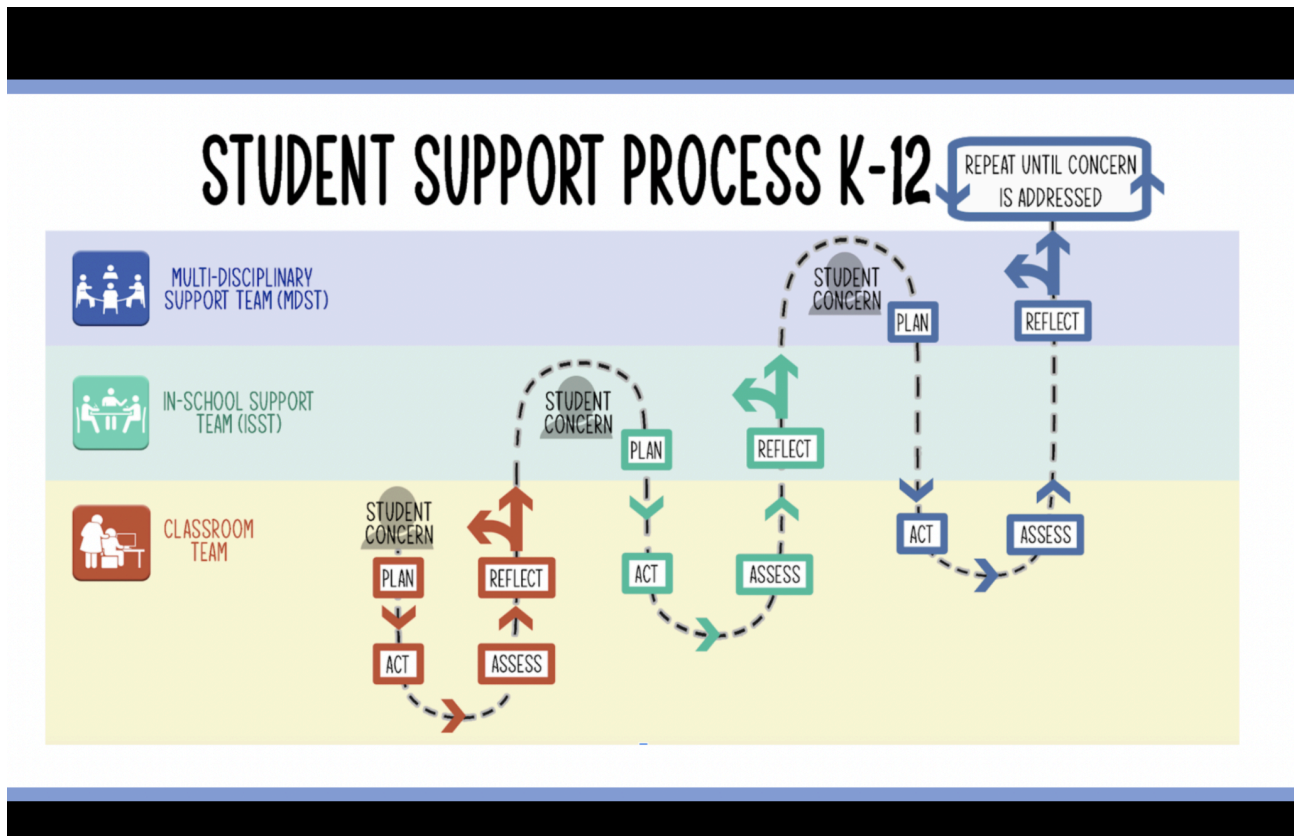 STUDENT SUPPORT PROCESS K-12
REPEAT UNTIL CONCERN
IS ADDRESSED
MULTI-DISCIPLINARY
SUPPORT TEAM (MDST)
STUDENT
CONCERN
PLAN
REFLECT
IN-SCHOOL SUPPORT
TEAM (ISST)
STUDENT
CONCERN
PLAN
REFLECT
CLASSROOM
TEAM
STUDENT
CONCERN
PLAN
REFLECT
ACT
ASSESS
ACT
ASSESS
ACT
ASSESS